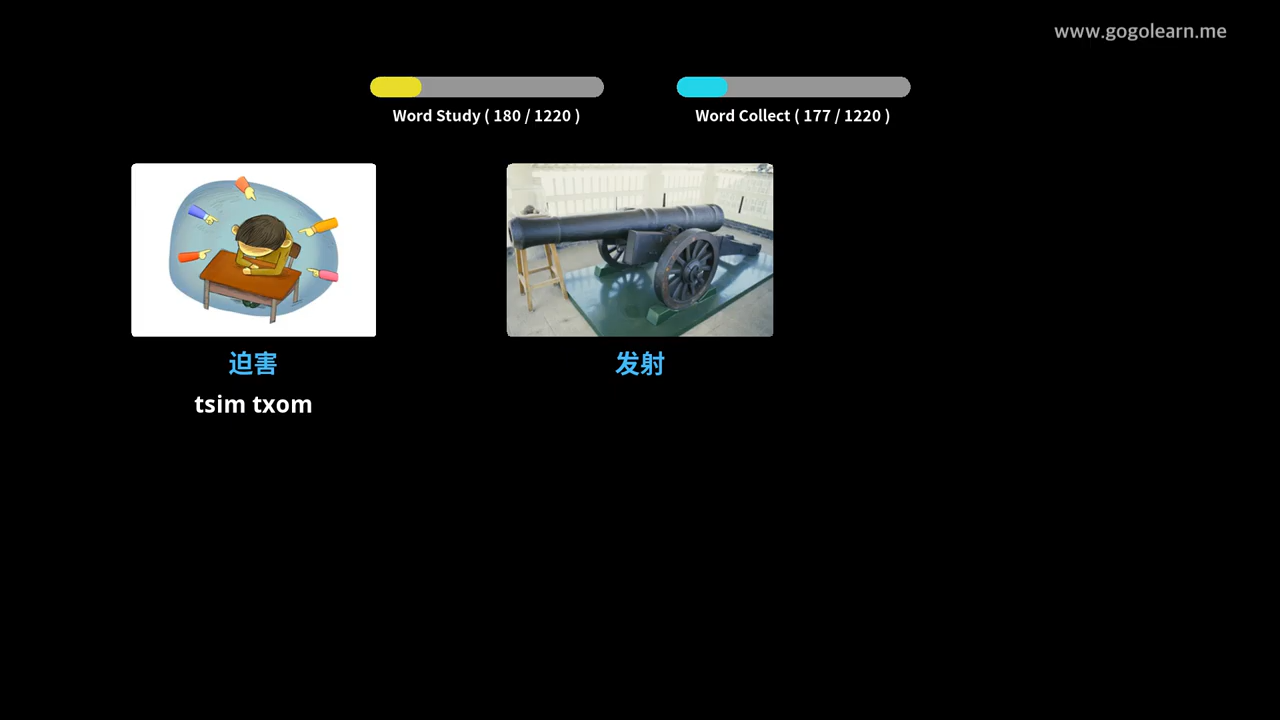 www.gogolearn.me
Word Study ( 180 / 1220 )
Word Collect ( 177 / 1220 )
迫害
发射
tsim txom